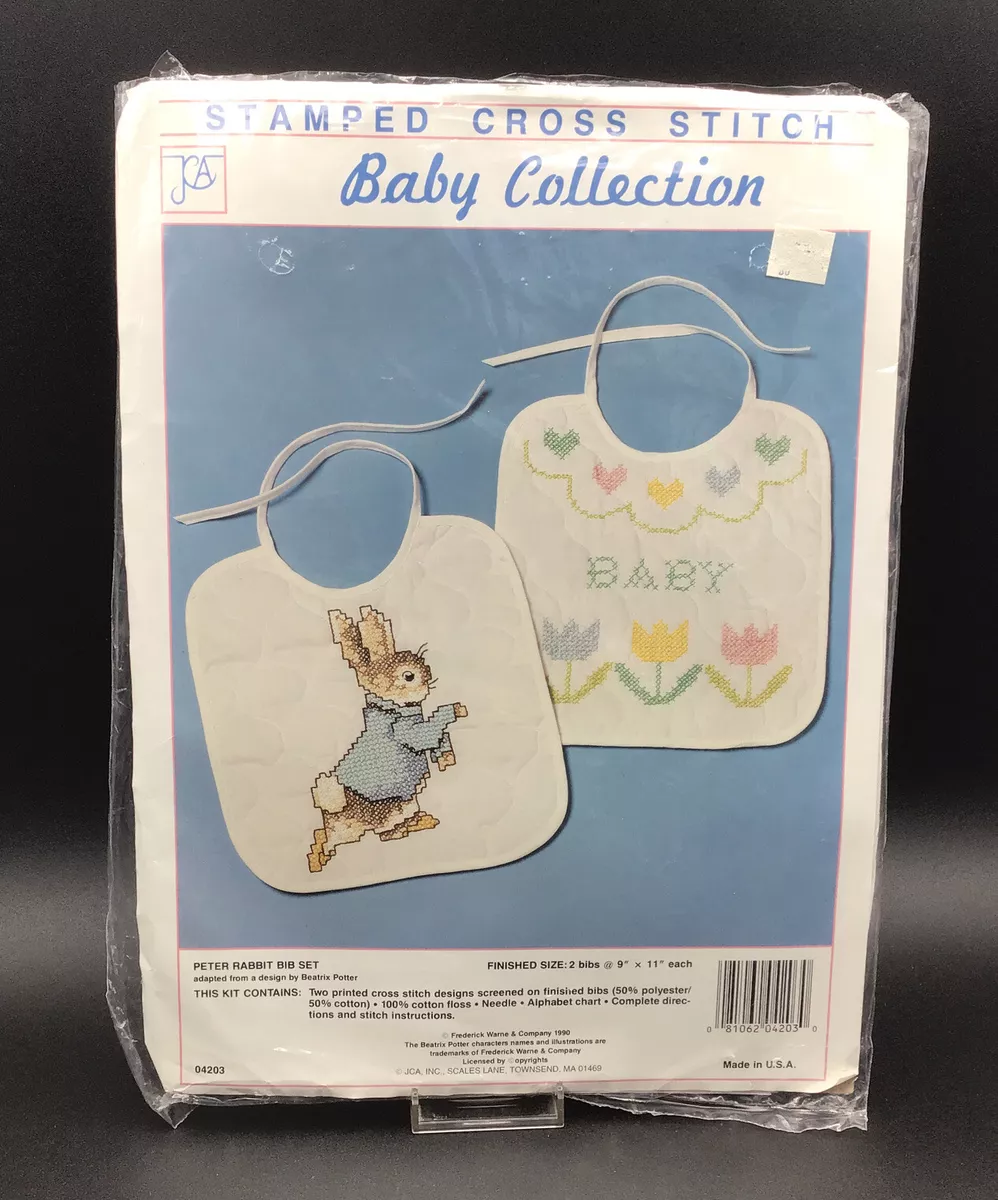 STAMPED CROSS STITCH
JCA
Baby Collection
BABY
PETER RABBIT BIB SET
adapted from a design by Beatrix Potter
FINISHED SIZE: 2 bibs @ 9" × 11" each
THIS KIT CONTAINS: Two printed cross stitch designs screened on finished bibs (50% polyester/
50% cotton) • 100% cotton floss • Needle • Alphabet chart • Complete direc-
tions and stitch instructions.
© Frederick Warne & Company 1990
The Beatrix Potter characters names and illustrations are
trademarks of Frederick Warne & Company
Licensed by ©opyrights
© JCA, INC., SCALES LANE, TOWNSEND, MA 01469
04203
0 81062 04203 0
Made in U.S.A.